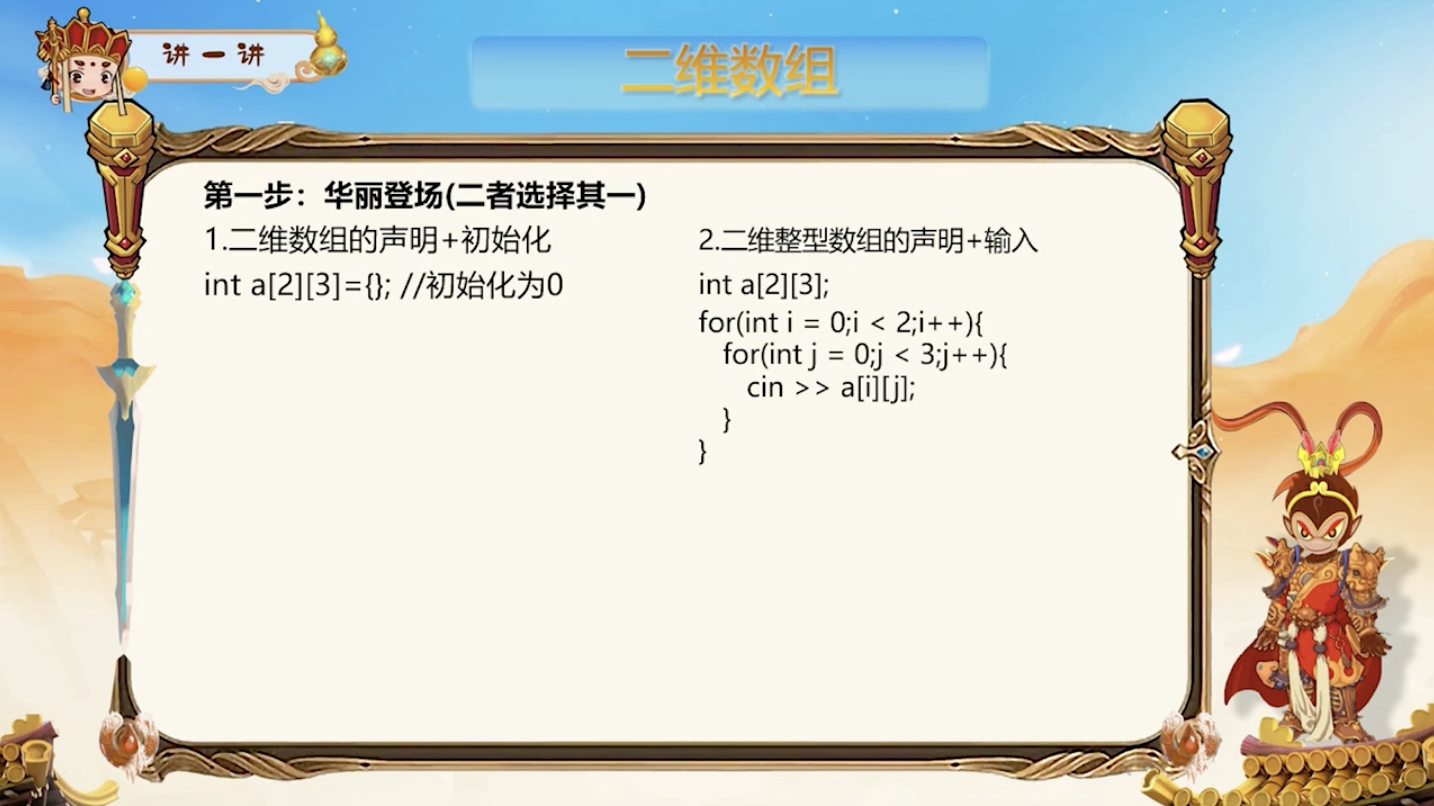 讲一讲
二维数组
第一步：华丽登场(二者选择其一)
1.二维数组的声明+初始化
int a[2][3]={}; //初始化为0
2.二维整型数组的声明+输入
int a[2][3];
for(int i = 0;i < 2;i++){
for(int j = 0;j < 3;j++){
cin >> a[i][j];
}
}